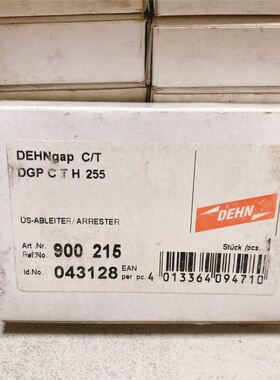 DEHNgap C/T
DGP C T H 255
DEHN
ÜS-ABLEITER/ARRESTER
Art.Nr. Ref.No. 900 215 Stück /pcs. 1
Id.No. 043128 EAN per pc. 4 013364 094710